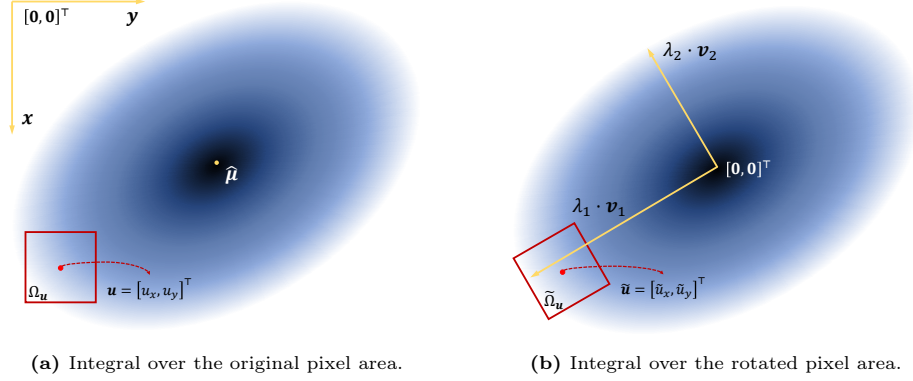 [0, 0]⊤ y
x
μ̂
Ω_u
u = [u_x, u_y]⊤
λ₂ · v₂
[0, 0]⊤
λ₁ · v₁
Ω̃_u
ũ = [ũ_x, ũ_y]⊤
(a) Integral over the original pixel area.
(b) Integral over the rotated pixel area.